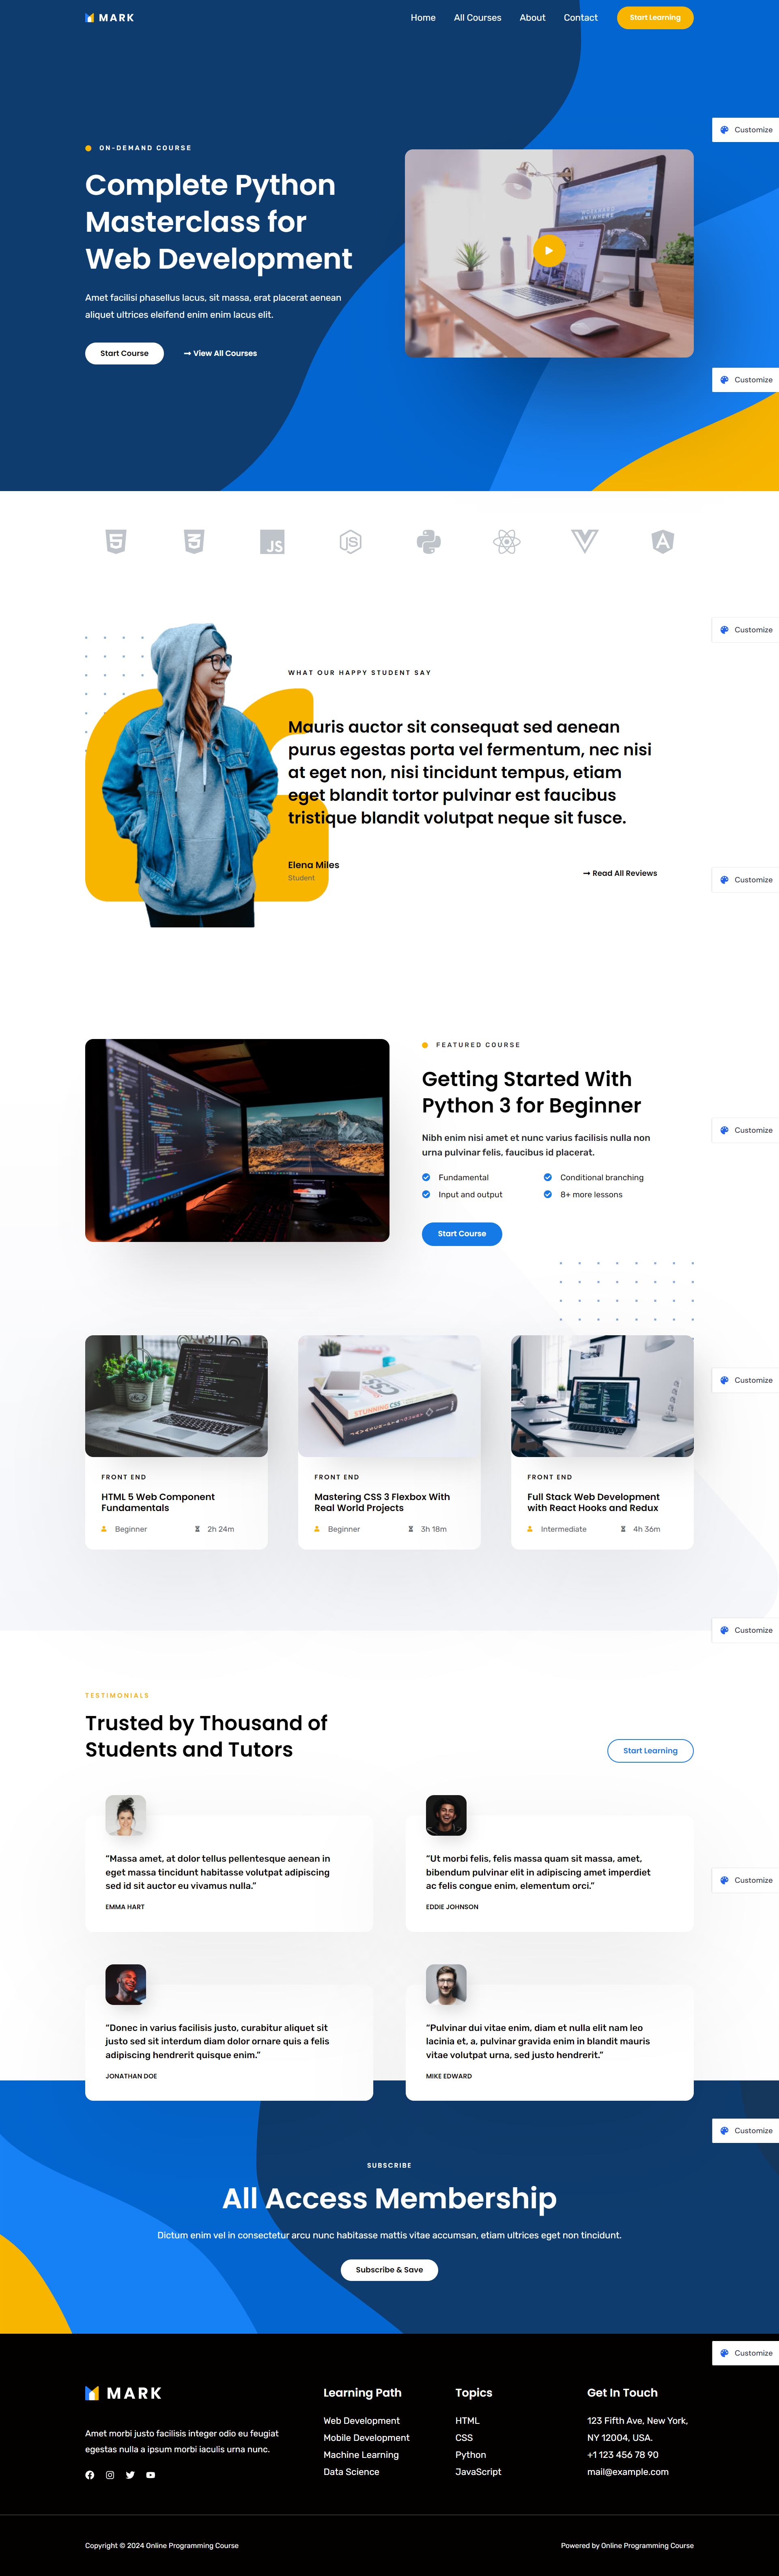 MARK
Home All Courses About Contact Start Learning
Customize
ON-DEMAND COURSE
Complete Python
Masterclass for
Web Development
Amet facilisi phasellus lacus, sit massa, erat placerat aenean
aliquet ultrices eleifend enim enim lacus elit.
Start Course
View All Courses
Customize
JS
Customize
WHAT OUR HAPPY STUDENT SAY
Mauris auctor sit consequat sed aenean
purus egestas porta vel fermentum, nec nisi
at eget non, nisi tincidunt tempus, etiam
eget blandit tortor pulvinar est faucibus
tristique blandit volutpat neque sit fusce.
Elena Miles
Student
Read All Reviews
Customize
FEATURED COURSE
Getting Started With
Python 3 for Beginner
Customize
Nibh enim nisi amet et nunc varius facilisis nulla non
urna pulvinar felis, faucibus id placerat.
Fundamental
Conditional branching
Input and output
8+ more lessons
Start Course
Customize
FRONT END
HTML 5 Web Component
Fundamentals
Beginner 2h 24m
FRONT END
Mastering CSS 3 Flexbox With
Real World Projects
Beginner 3h 18m
FRONT END
Full Stack Web Development
with React Hooks and Redux
Intermediate 4h 36m
Customize
TESTIMONIALS
Trusted by Thousand of
Students and Tutors
Start Learning
“Massa amet, at dolor tellus pellentesque aenean in
eget massa tincidunt habitasse volutpat adipiscing
sed id sit auctor eu vivamus nulla.”
EMMA HART
“Ut morbi felis, felis massa quam sit massa, amet,
bibendum pulvinar elit in adipiscing amet imperdiet
ac felis congue enim, elementum orci.”
EDDIE JOHNSON
Customize
“Donec in varius facilisis justo, curabitur aliquet sit
justo sed sit interdum diam dolor ornare quis a felis
adipiscing hendrerit quisque enim.”
JONATHAN DOE
“Pulvinar dui vitae enim, diam et nulla elit nam leo
lacinia et, a, pulvinar gravida enim in blandit mauris
vitae volutpat urna, sed justo hendrerit.”
MIKE EDWARD
Customize
SUBSCRIBE
All Access Membership
Dictum enim vel in consectetur arcu nunc habitasse mattis vitae accumsan, etiam ultrices eget non tincidunt.
Subscribe & Save
Customize
MARK
Amet morbi justo facilisis integer odio eu feugiat
egestas nulla a ipsum morbi iaculis urna nunc.
Learning Path
Web Development
Mobile Development
Machine Learning
Data Science
Topics
HTML
CSS
Python
JavaScript
Get In Touch
123 Fifth Ave, New York,
NY 12004, USA.
+1 123 456 78 90
mail@example.com
Copyright © 2024 Online Programming Course
Powered by Online Programming Course